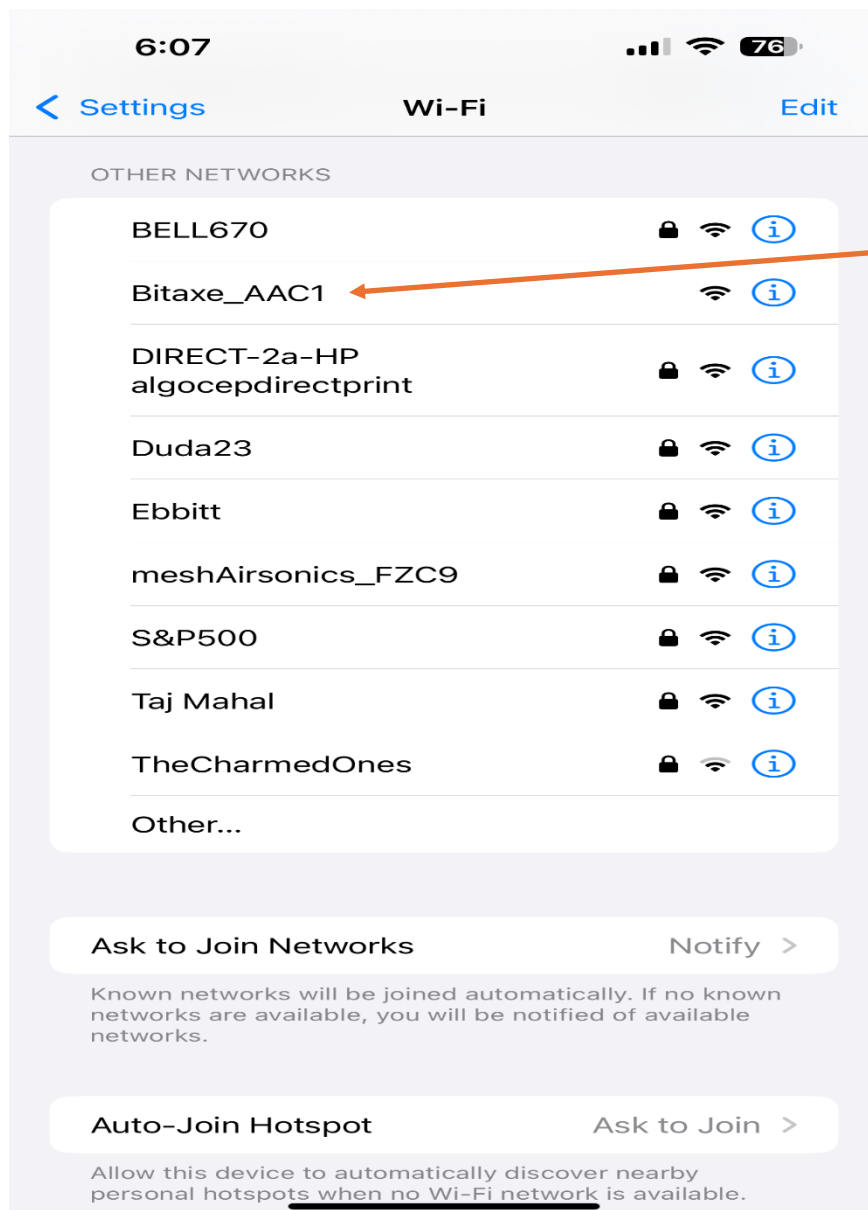 6:07
76
Settings
Wi-Fi
Edit
OTHER NETWORKS
BELL670
Bitaxe_AAC1
DIRECT-2a-HP
algocepdirectprint
Duda23
Ebbitt
meshAirsonics_FZC9
S&P500
Taj Mahal
TheCharmedOnes
Other...
Ask to Join Networks
Notify
Known networks will be joined automatically. If no known
networks are available, you will be notified of available
networks.
Auto-Join Hotspot
Ask to Join
Allow this device to automatically discover nearby
personal hotspots when no Wi-Fi network is available.